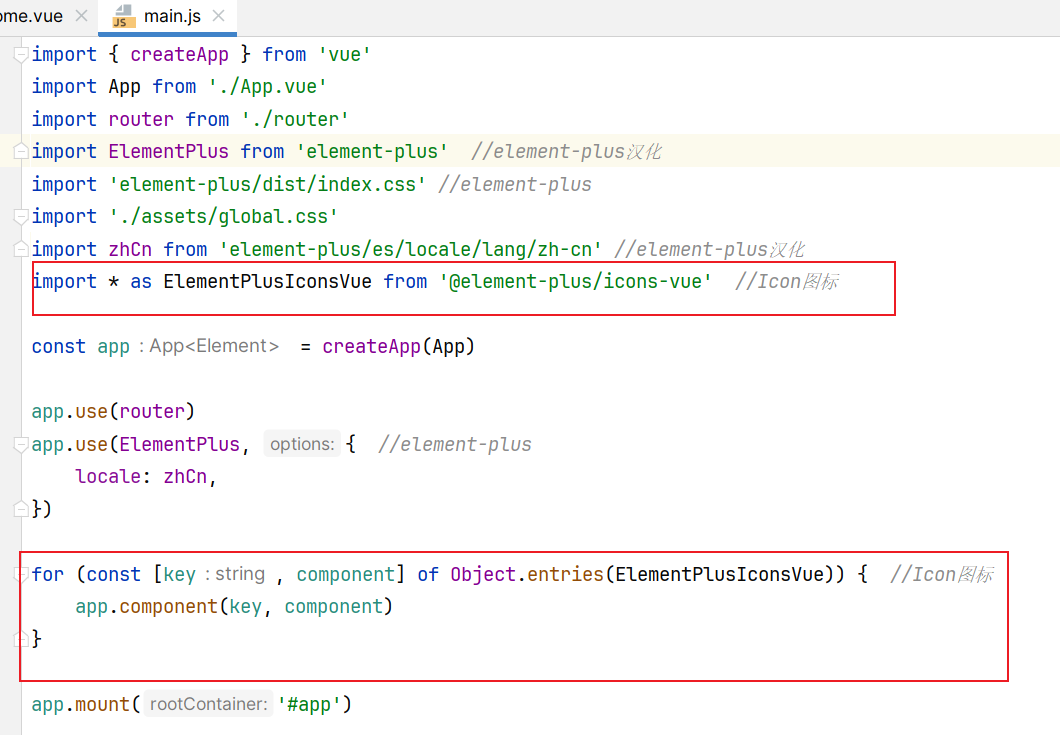 ome.vue main.js
JS
import { createApp } from 'vue'
import App from './App.vue'
import router from './router'
import ElementPlus from 'element-plus'  //element-plus汉化
import 'element-plus/dist/index.css' //element-plus
import './assets/global.css'
import zhCn from 'element-plus/es/locale/lang/zh-cn' //element-plus汉化
import * as ElementPlusIconsVue from '@element-plus/icons-vue'  //Icon图标
const app : App<Element>  = createApp(App)
app.use(router)
app.use(ElementPlus, options: {  //element-plus
    locale: zhCn,
})
for (const [key : string , component] of Object.entries(ElementPlusIconsVue)) {  //Icon图标
    app.component(key, component)
}
app.mount( rootContainer: '#app')